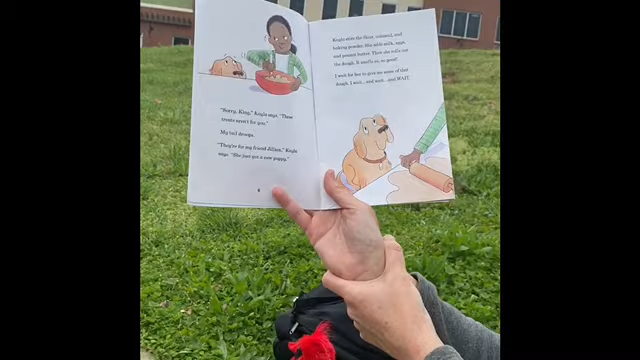 "Sorry, King," Kayla says. "These
treats aren't for you."
My tail droops.
"They're for my friend Jillian," Kayla
says. "She just got a new puppy."
6
Kayla stirs the flour, oatmeal, and
baking powder. She adds milk, eggs,
and peanut butter. Then she rolls out
the dough. It smells so, so good!
I wait for her to give me some of that
dough. I wait...and wait...and WAIT.